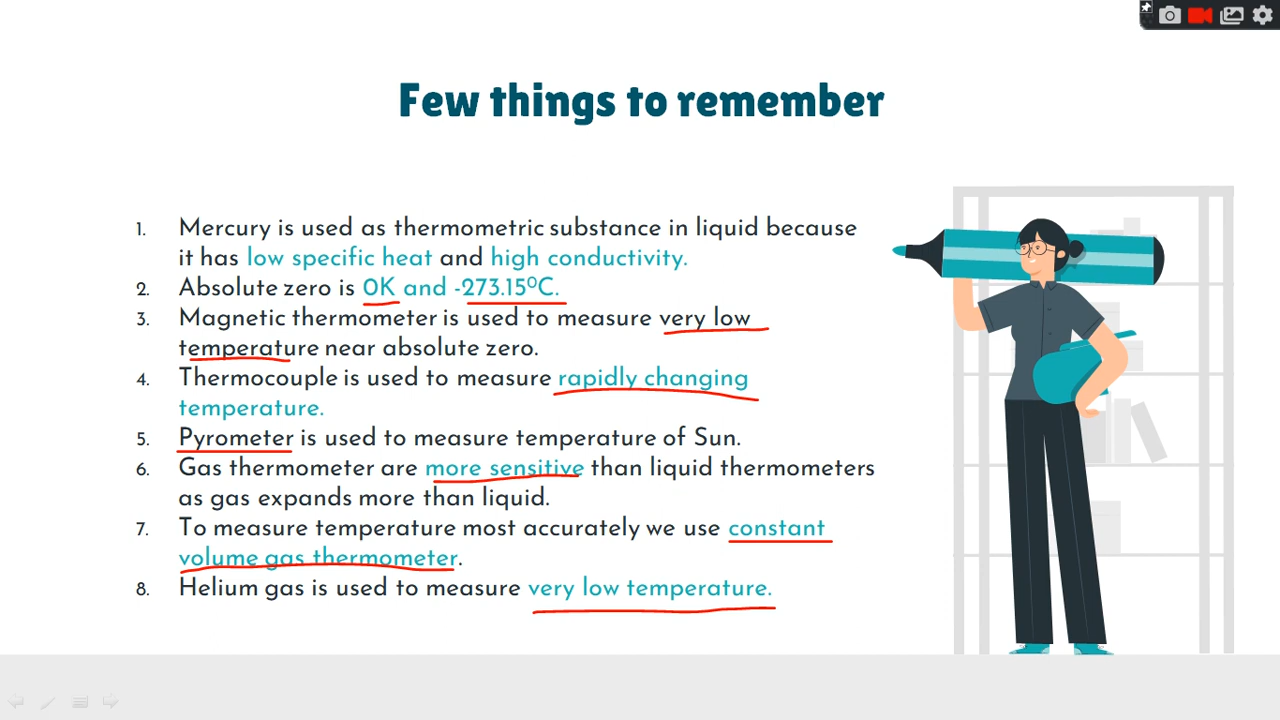 Few things to remember
1. Mercury is used as thermometric substance in liquid because
it has low specific heat and high conductivity.
2. Absolute zero is 0K and -273.15⁰C.
3. Magnetic thermometer is used to measure very low
temperature near absolute zero.
4. Thermocouple is used to measure rapidly changing
temperature.
5. Pyrometer is used to measure temperature of Sun.
6. Gas thermometer are more sensitive than liquid thermometers
as gas expands more than liquid.
7. To measure temperature most accurately we use constant
volume gas thermometer.
8. Helium gas is used to measure very low temperature.